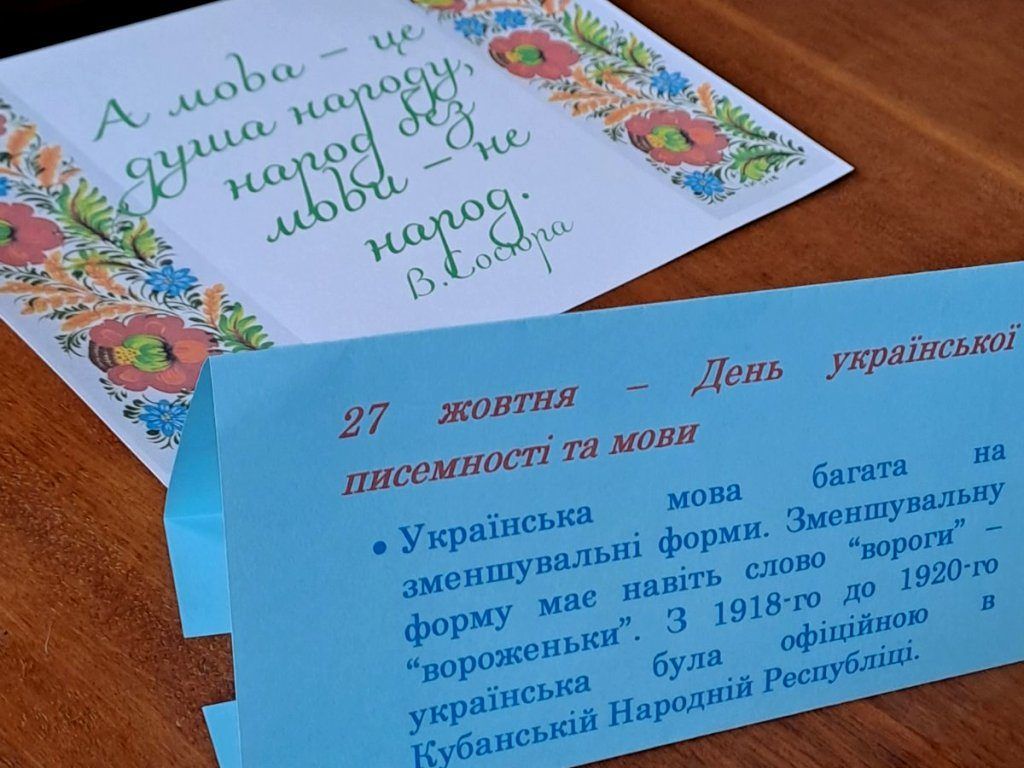 А мова – це
душа народу,
народ без
мови – не
народ.
В.Сосюра
27 жовтня – День української
писемності та мови
• Українська мова багата на
зменшувальні форми. Зменшувальну
форму має навіть слово “вороги” –
“вороженьки”. З 1918-го до 1920-го
українська була офіційною в
Кубанській Народній Республіці.